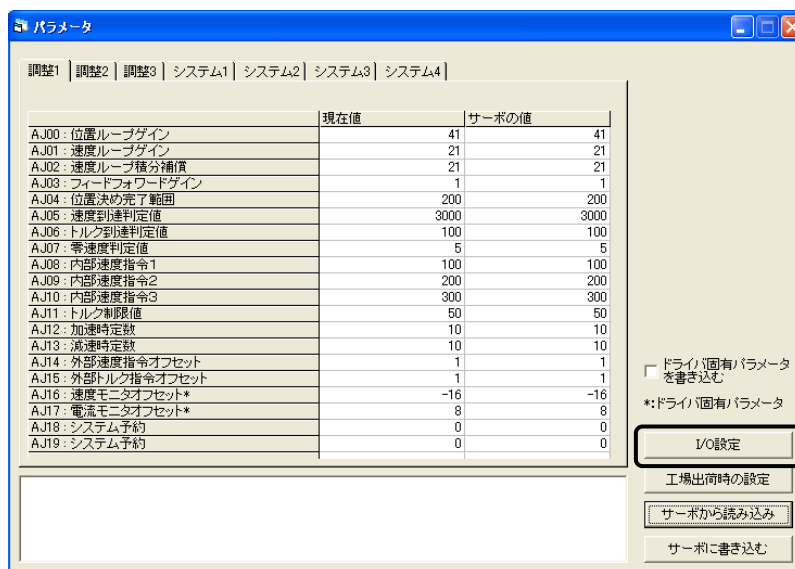 パラメータ
調整1 調整2 調整3 システム1 システム2 システム3 システム4
現在値 サーボの値
AJ00：位置ループゲイン 41 41
AJ01：速度ループゲイン 21 21
AJ02：速度ループ積分補償 21 21
AJ03：フィードフォワードゲイン 1 1
AJ04：位置決め完了範囲 200 200
AJ05：速度到達判定値 3000 3000
AJ06：トルク到達判定値 100 100
AJ07：零速度判定値 5 5
AJ08：内部速度指令1 100 100
AJ09：内部速度指令2 200 200
AJ10：内部速度指令3 300 300
AJ11：トルク制限値 50 50
AJ12：加速時定数 10 10
AJ13：減速時定数 10 10
AJ14：外部速度指令オフセット 1 1
AJ15：外部トルク指令オフセット 1 1
AJ16：速度モニタオフセット* -16 -16
AJ17：電流モニタオフセット* 8 8
AJ18：システム予約 0 0
AJ19：システム予約 0 0
ドライバ固有パラメータ
を書き込む
*:ドライバ固有パラメータ
I/O設定
工場出荷時の設定
サーボから読み込み
サーボに書き込む